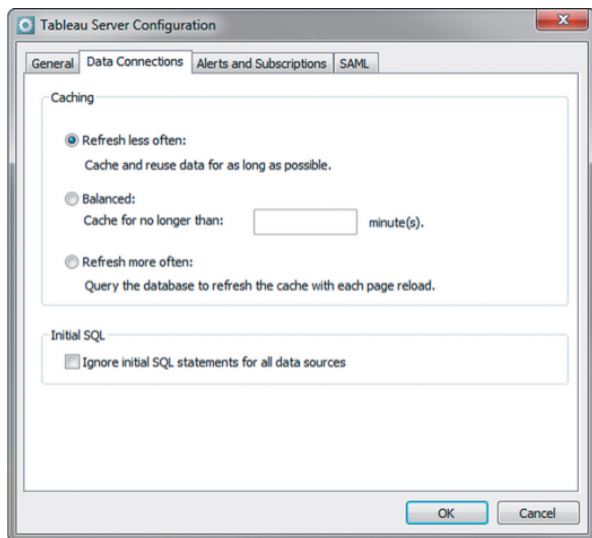 Tableau Server Configuration
General Data Connections Alerts and Subscriptions SAML
Caching
Refresh less often:
Cache and reuse data for as long as possible.
Balanced:
Cache for no longer than: minute(s).
Refresh more often:
Query the database to refresh the cache with each page reload.
Initial SQL
Ignore initial SQL statements for all data sources
OK Cancel